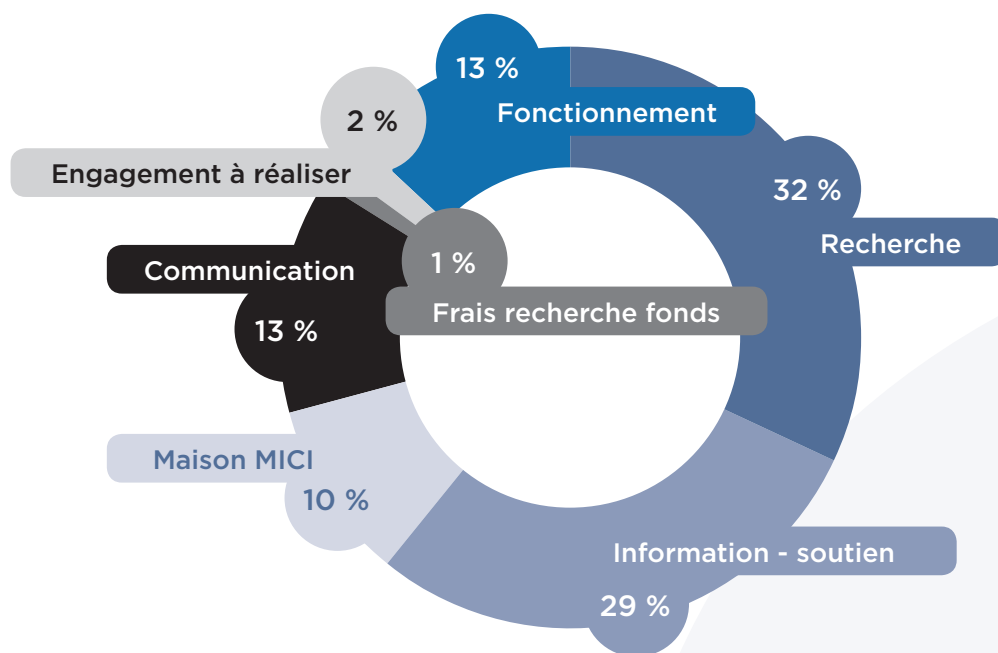 13 %
Fonctionnement
2 %
Engagement à réaliser
32 %
Recherche
Communication
13 %
1 %
Frais recherche fonds
Maison MICI
10 %
Information - soutien
29 %